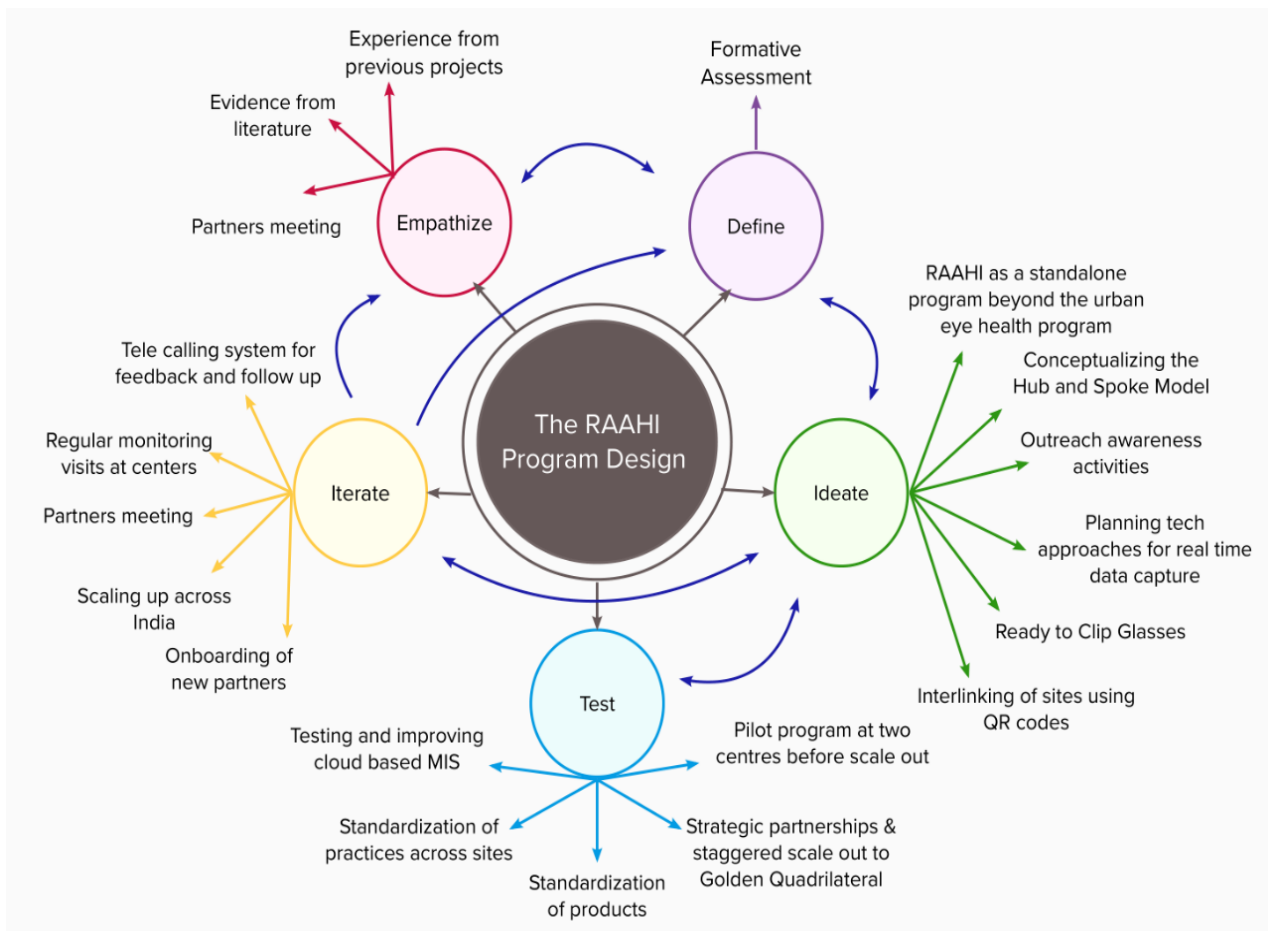 Experience from
previous projects
Evidence from
literature
Partners meeting
Empathize
Formative
Assessment
Define
RAAHI as a standalone
program beyond the urban
eye health program
Conceptualizing the
Hub and Spoke Model
Outreach awareness
activities
Planning tech
approaches for real time
data capture
Ready to Clip Glasses
Interlinking of sites using
QR codes
Ideate
The RAAHI
Program Design
Tele calling system for
feedback and follow up
Regular monitoring
visits at centers
Partners meeting
Scaling up across
India
Onboarding of
new partners
Iterate
Test
Testing and improving
cloud based MIS
Standardization of
practices across sites
Standardization
of products
Strategic partnerships &
staggered scale out to
Golden Quadrilateral
Pilot program at two
centres before scale out